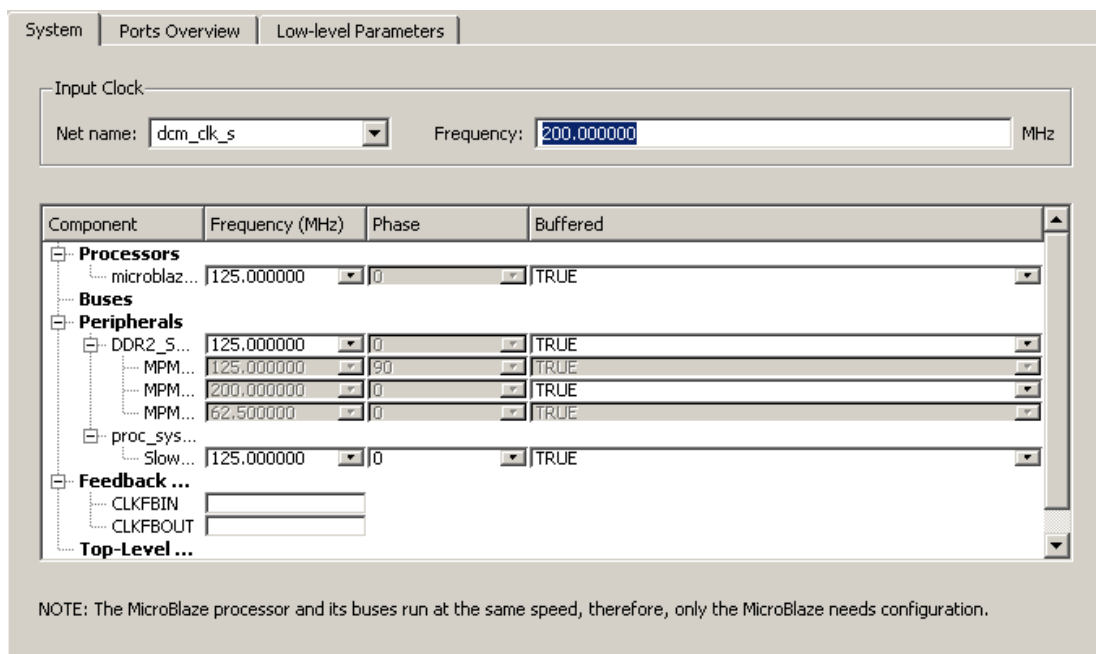 System Ports Overview Low-level Parameters
Input Clock
Net name: dcm_clk_s Frequency: 200.000000 MHz
Component Frequency (MHz) Phase Buffered
Processors
microblaz... 125.000000 0 TRUE
Buses
Peripherals
DDR2_S... 125.000000 0 TRUE
MPM... 125.000000 90 TRUE
MPM... 200.000000 0 TRUE
MPM... 62.500000 0 TRUE
proc_sys...
Slow... 125.000000 0 TRUE
Feedback ...
CLKFBIN
CLKFBOUT
Top-Level ...
NOTE: The MicroBlaze processor and its buses run at the same speed, therefore, only the MicroBlaze needs configuration.